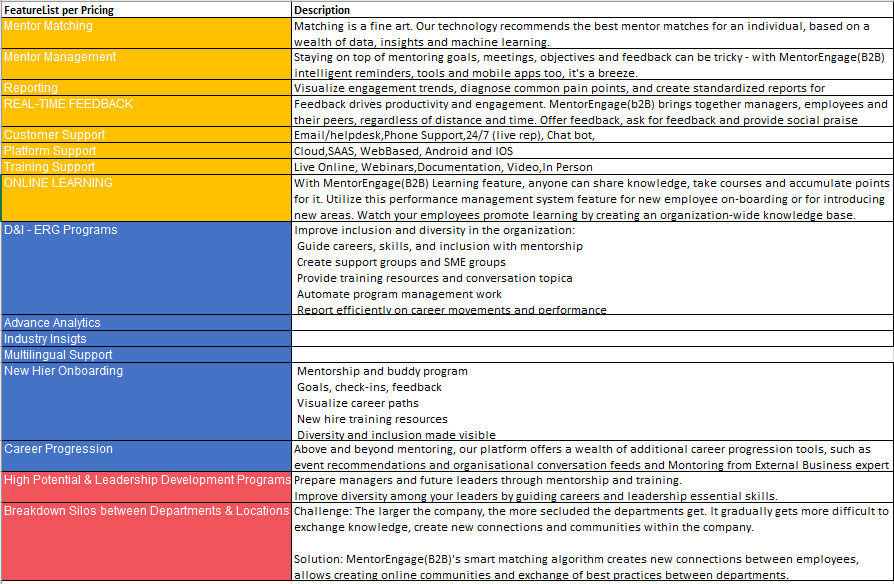 FeatureList per Pricing
Description
Mentor Matching
Matching is a fine art. Our technology recommends the best mentor matches for an individual, based on a
wealth of data, insights and machine learning.
Mentor Management
Staying on top of mentoring goals, meetings, objectives and feedback can be tricky - with MentorEngage(B2B)
intelligent reminders, tools and mobile apps too, it's a breeze.
Reporting
Visualize engagement trends, diagnose common pain points, and create standardized reports for
REAL-TIME FEEDBACK
Feedback drives productivity and engagement. MentorEngage(b2B) brings together managers, employees and
their peers, regardless of distance and time. Offer feedback, ask for feedback and provide social praise
Customer Support
Email/helpdesk,Phone Support,24/7 (live rep), Chat bot,
Platform Support
Cloud,SAAS, WebBased, Android and IOS
Training Support
Live Online, Webinars,Documentation, Video,In Person
ONLINE LEARNING
With MentorEngage(B2B) Learning feature, anyone can share knowledge, take courses and accumulate points
for it. Utilize this performance management system feature for new employee on-boarding or for introducing
new areas. Watch your employees promote learning by creating an organization-wide knowledge base.
D&I - ERG Programs
Improve inclusion and diversity in the organization:
Guide careers, skills, and inclusion with mentorship
Create support groups and SME groups
Provide training resources and conversation topica
Automate program management work
Report efficiently on career movements and performance
Advance Analytics
Industry Insigts
Multilingual Support
New Hier Onboarding
Mentorship and buddy program
Goals, check-ins, feedback
Visualize career paths
New hire training resources
Diversity and inclusion made visible
Career Progression
Above and beyond mentoring, our platform offers a wealth of additional career progression tools, such as
event recommendations and organisational conversation feeds and Montoring from External Business expert
High Potential & Leadership Development Programs
Prepare managers and future leaders through mentorship and training.
Improve diversity among your leaders by guiding careers and leadership essential skills.
Breakdown Silos between Departments & Locations
Challenge: The larger the company, the more secluded the departments get. It gradually gets more difficult to
exchange knowledge, create new connections and communities within the company.
Solution: MentorEngage(B2B)'s smart matching algorithm creates new connections between employees,
allows creating online communities and exchange of best practices between departments.